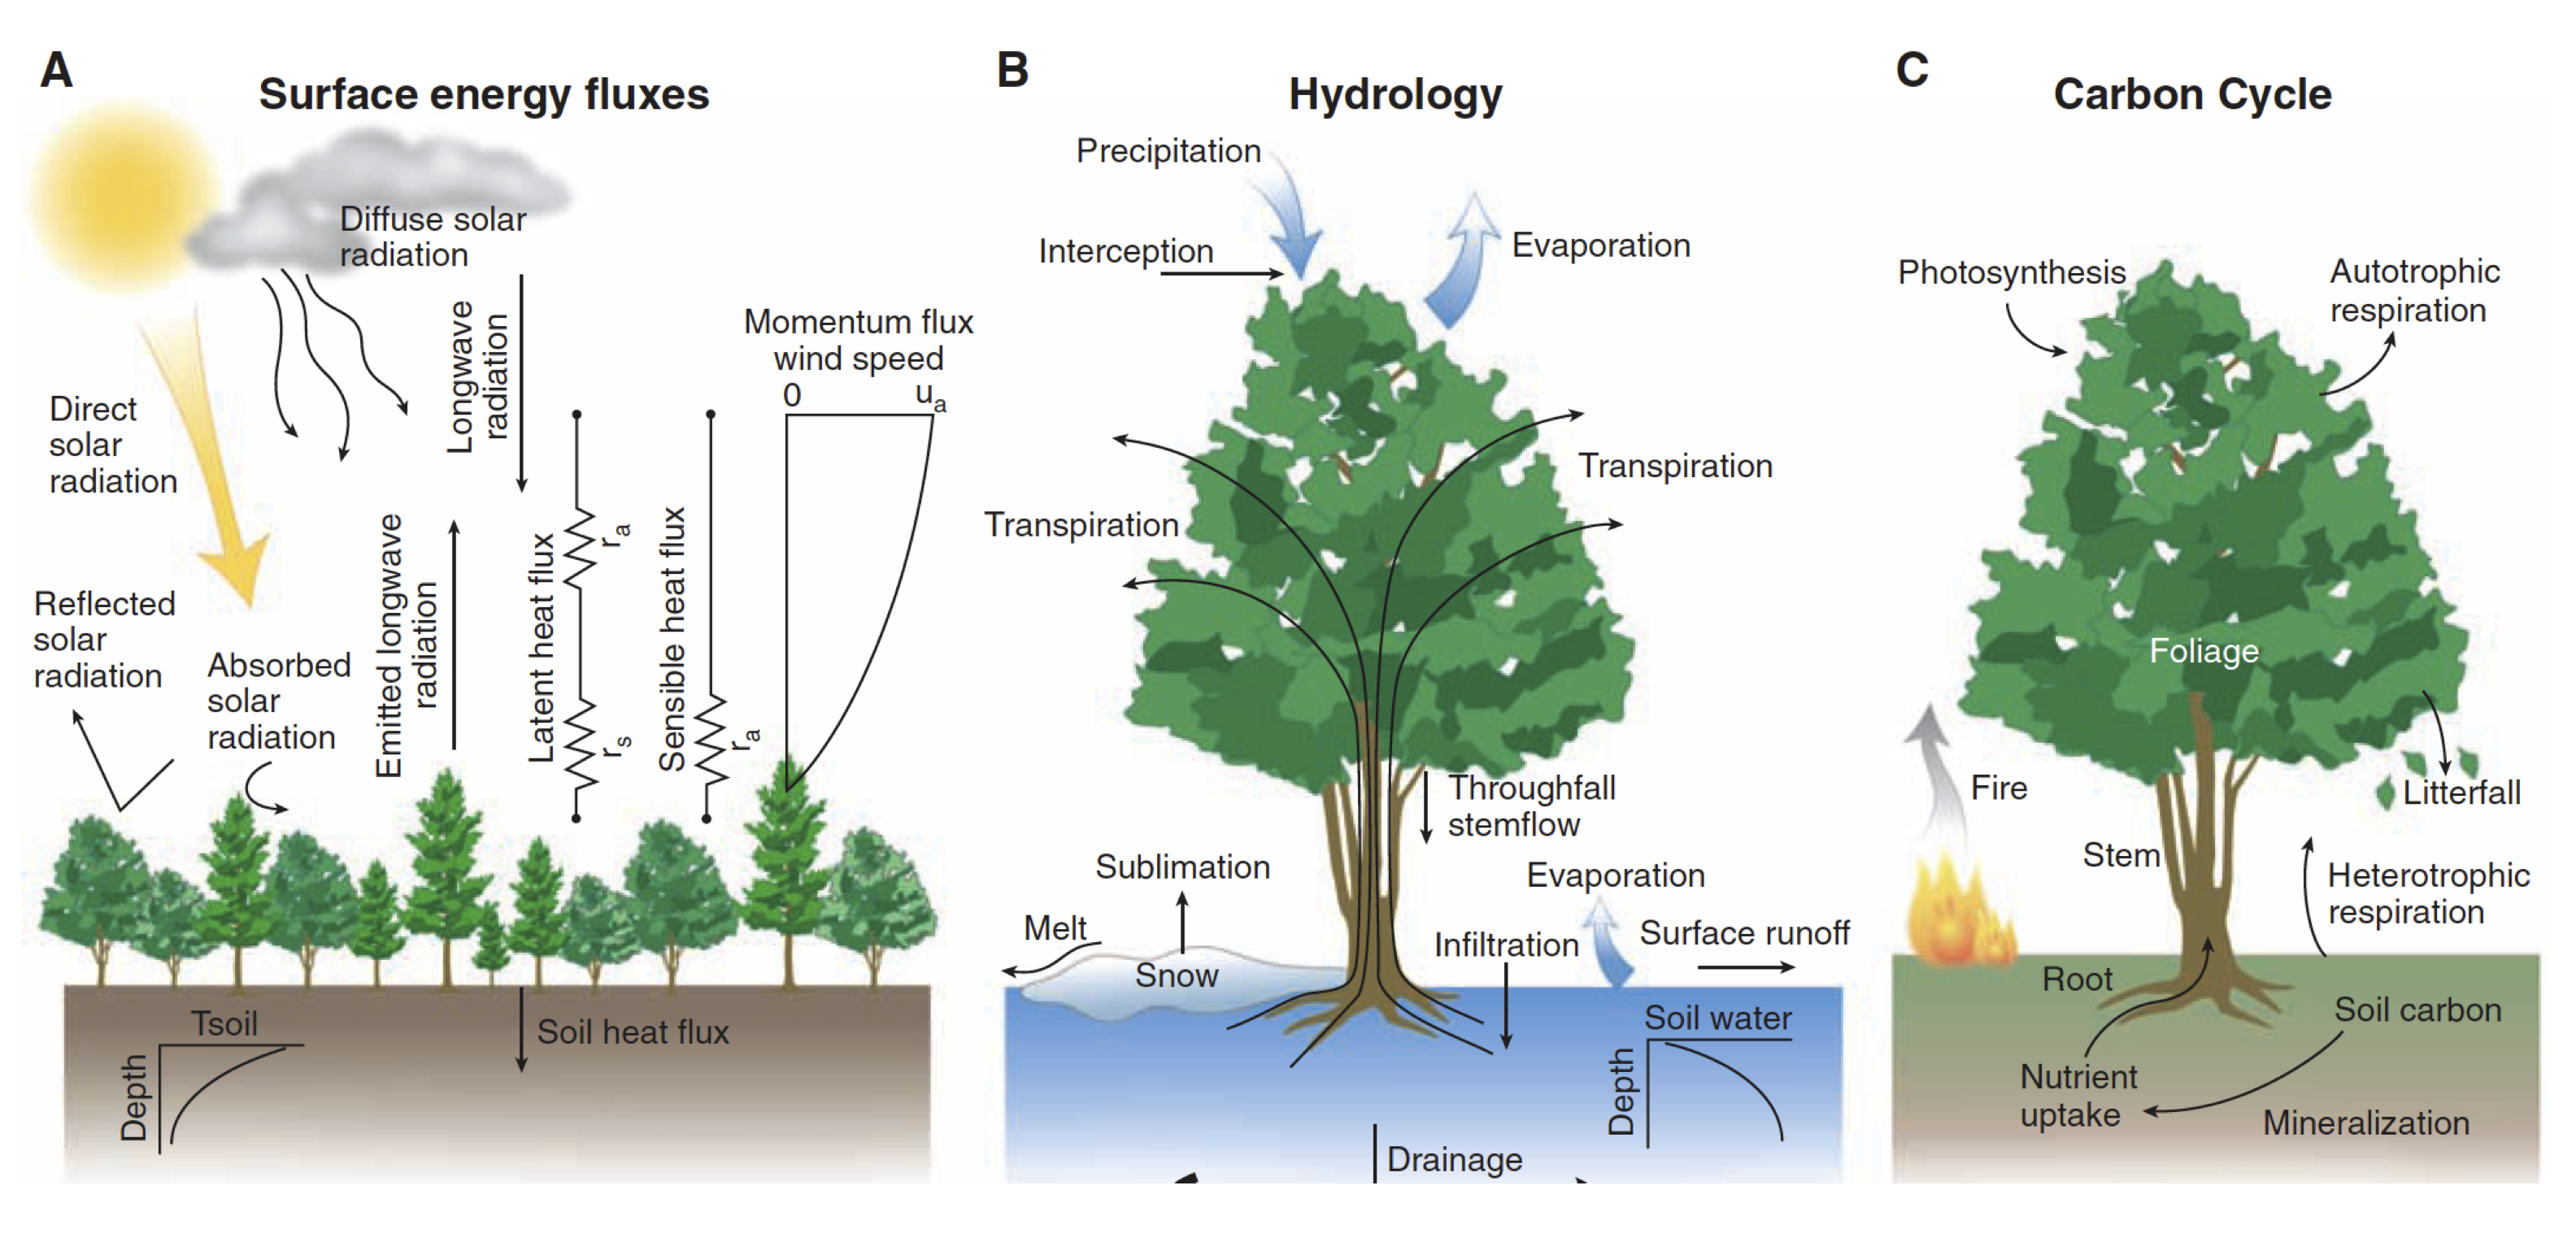 A
Surface energy fluxes
Diffuse solar
radiation
Longwave
radiation
Momentum flux
wind speed
0
ua
Direct
solar
radiation
Reflected
solar
radiation
Absorbed
solar
radiation
Emitted longwave
radiation
Latent heat flux
ra
rs
Sensible heat flux
ra
Tsoil
Depth
Soil heat flux
B
Hydrology
Precipitation
Interception
Evaporation
Transpiration
Transpiration
Throughfall
stemflow
Sublimation
Evaporation
Melt
Snow
Infiltration
Surface runoff
Soil water
Depth
Drainage
C
Carbon Cycle
Photosynthesis
Autotrophic
respiration
Foliage
Fire
Litterfall
Stem
Heterotrophic
respiration
Root
Soil carbon
Nutrient
uptake
Mineralization